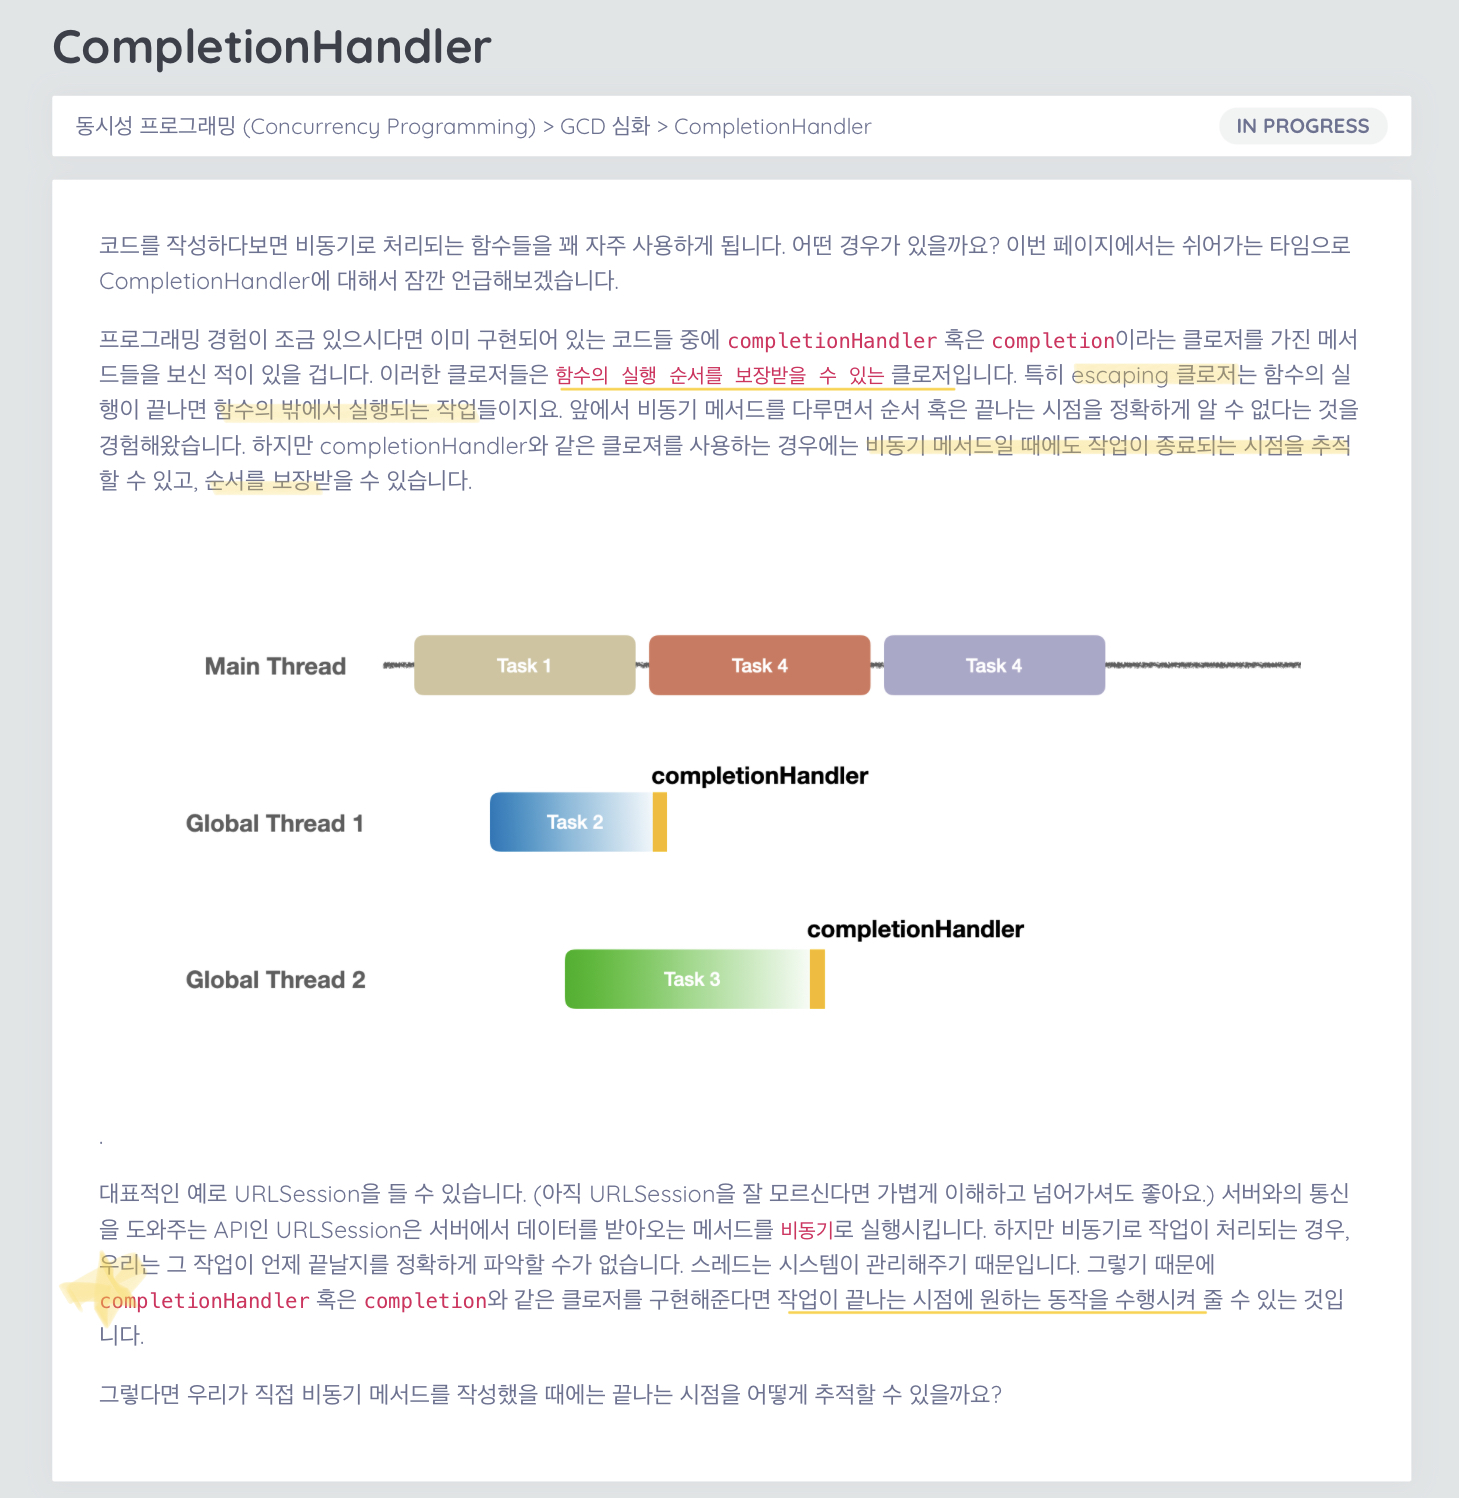 CompletionHandler
동시성 프로그래밍 (Concurrency Programming) > GCD 심화 > CompletionHandler
IN PROGRESS
코드를 작성하다보면 비동기로 처리되는 함수들을 꽤 자주 사용하게 됩니다. 어떤 경우가 있을까요? 이번 페이지에서는 쉬어가는 타임으로
CompletionHandler에 대해서 잠깐 언급해보겠습니다.
프로그래밍 경험이 조금 있으시다면 이미 구현되어 있는 코드들 중에 completionHandler 혹은 completion이라는 클로저를 가진 메서
드들을 보신 적이 있을 겁니다. 이러한 클로저들은 함수의 실행 순서를 보장받을 수 있는 클로저입니다. 특히 escaping 클로저는 함수의 실
행이 끝나면 함수의 밖에서 실행되는 작업들이지요. 앞에서 비동기 메서드를 다루면서 순서 혹은 끝나는 시점을 정확하게 알 수 없다는 것을
경험해왔습니다. 하지만 completionHandler와 같은 클로져를 사용하는 경우에는 비동기 메서드일 때에도 작업이 종료되는 시점을 추적
할 수 있고, 순서를 보장받을 수 있습니다.
Main Thread
Task 1
Task 4
Task 4
completionHandler
Global Thread 1
Task 2
completionHandler
Global Thread 2
Task 3
.
대표적인 예로 URLSession을 들 수 있습니다. (아직 URLSession을 잘 모르신다면 가볍게 이해하고 넘어가셔도 좋아요.) 서버와의 통신
을 도와주는 API인 URLSession은 서버에서 데이터를 받아오는 메서드를 비동기로 실행시킵니다. 하지만 비동기로 작업이 처리되는 경우,
우리는 그 작업이 언제 끝날지를 정확하게 파악할 수가 없습니다. 스레드는 시스템이 관리해주기 때문입니다. 그렇기 때문에
completionHandler 혹은 completion와 같은 클로저를 구현해준다면 작업이 끝나는 시점에 원하는 동작을 수행시켜 줄 수 있는 것입
니다.
그렇다면 우리가 직접 비동기 메서드를 작성했을 때에는 끝나는 시점을 어떻게 추적할 수 있을까요?